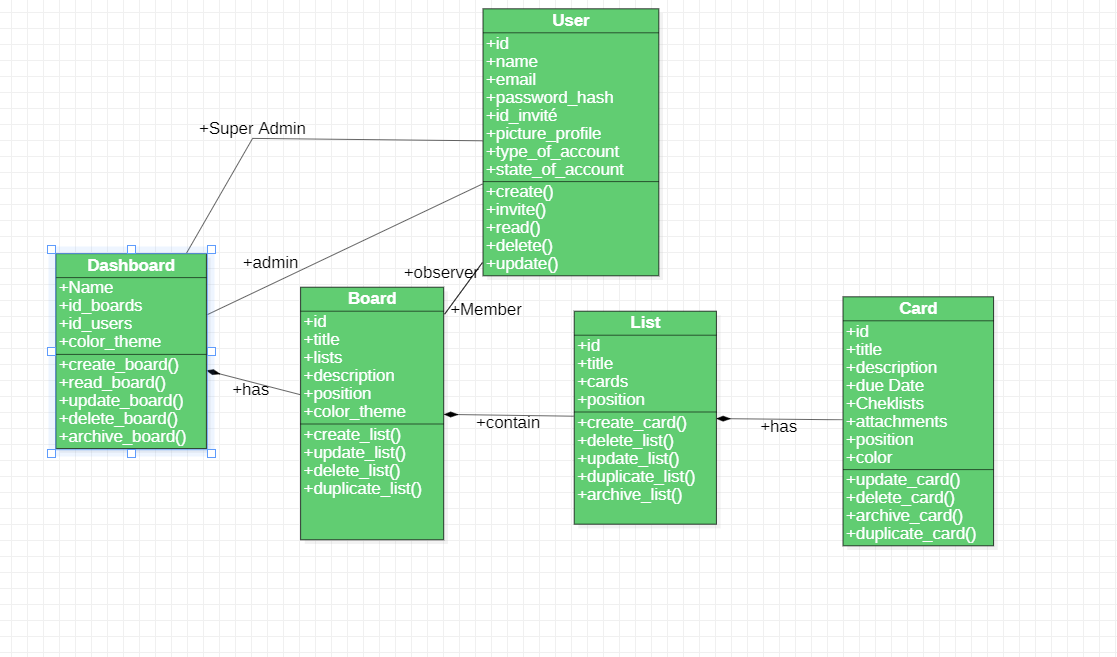 User
+id
+name
+email
+password_hash
+id_invité
+picture_profile
+type_of_account
+state_of_account
+create()
+invite()
+read()
+delete()
+update()
+Super Admin
+admin
+observer
+Member
Dashboard
+Name
+id_boards
+id_users
+color_theme
+create_board()
+read_board()
+update_board()
+delete_board()
+archive_board()
+has
Board
+id
+title
+lists
+description
+position
+color_theme
+create_list()
+update_list()
+delete_list()
+duplicate_list()
+contain
List
+id
+title
+cards
+position
+create_card()
+delete_list()
+update_list()
+duplicate_list()
+archive_list()
+has
Card
+id
+title
+description
+due Date
+Cheklists
+attachments
+position
+color
+update_card()
+delete_card()
+archive_card()
+duplicate_card()